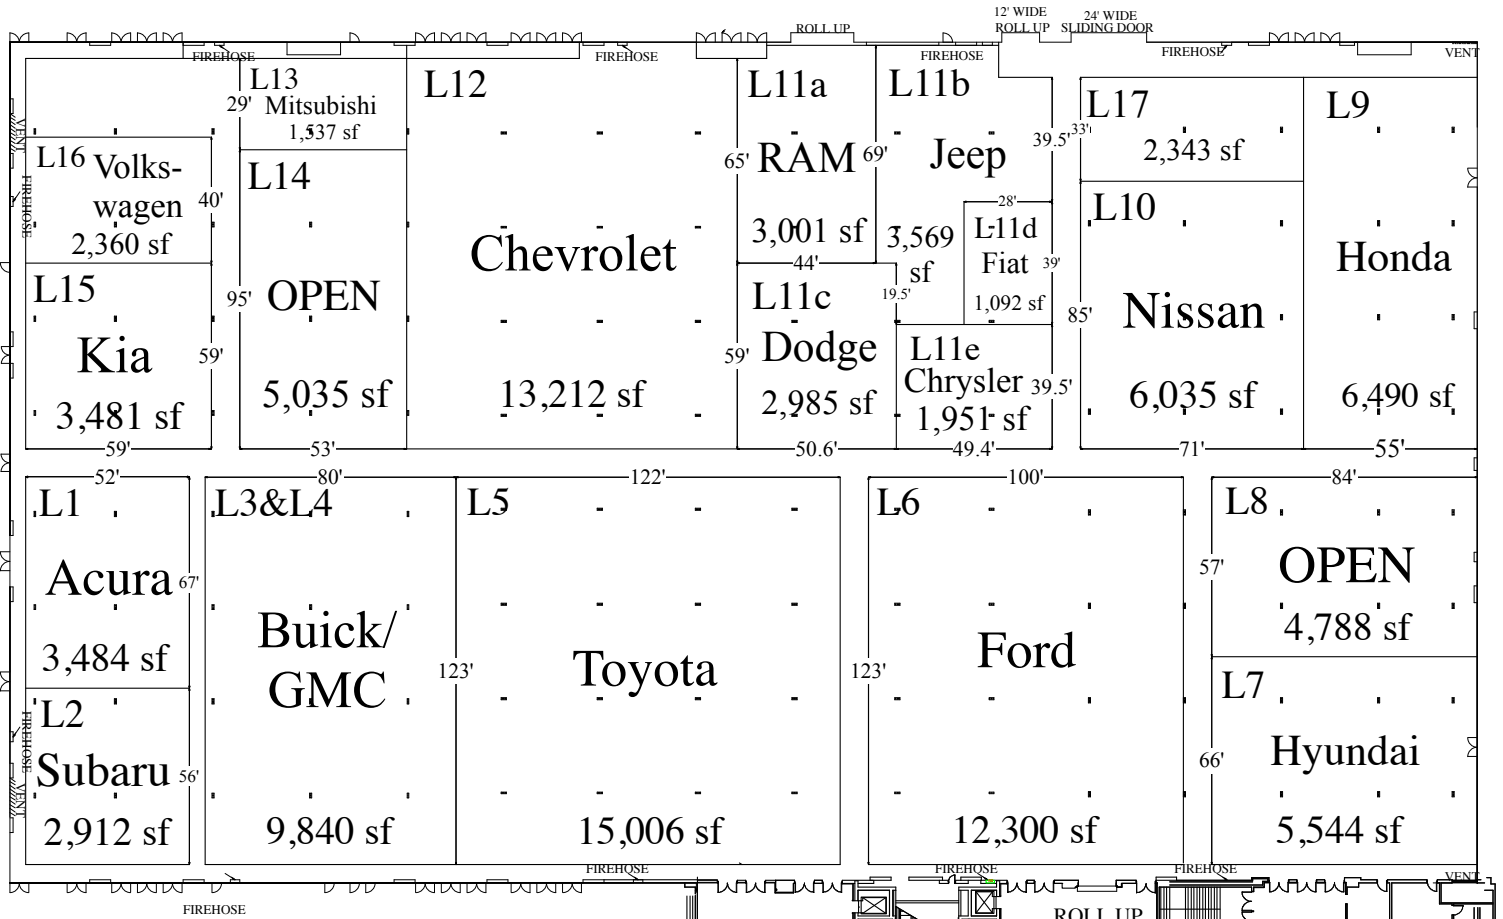 12' WIDE
ROLL UP
24' WIDE
SLIDING DOOR
ROLL UP
FIREHOSE
FIREHOSE
FIREHOSE
FIREHOSE
VENT
VENT
FIREHOSE
L16
Volks-
wagen
40'
2,360 sf
L15
Kia
59'
3,481 sf
59'
L13
29'
Mitsubishi
1,537 sf
L14
95'
OPEN
5,035 sf
53'
L12
Chevrolet
13,212 sf
L11a
65'
RAM
69'
3,001 sf
44'
L11b
Jeep
39.5'
3,569
sf
28'
L11d
Fiat
39'
1,092 sf
L11c
19.5'
Dodge
59'
2,985 sf
50.6'
L11e
Chrysler
39.5'
1,951 sf
49.4'
L17
33'
2,343 sf
L10
Nissan
85'
6,035 sf
71'
L9
Honda
6,490 sf
55'
52'
L1
Acura
67'
3,484 sf
L2
Subaru
56'
2,912 sf
FIREHOSE
VENT
80'
L3&L4
Buick/
GMC
123'
9,840 sf
122'
L5
Toyota
15,006 sf
100'
L6
Ford
123'
12,300 sf
84'
L8
57'
OPEN
4,788 sf
L7
Hyundai
66'
5,544 sf
FIREHOSE
FIREHOSE
FIREHOSE
VENT
FIREHOSE
ROLL UP